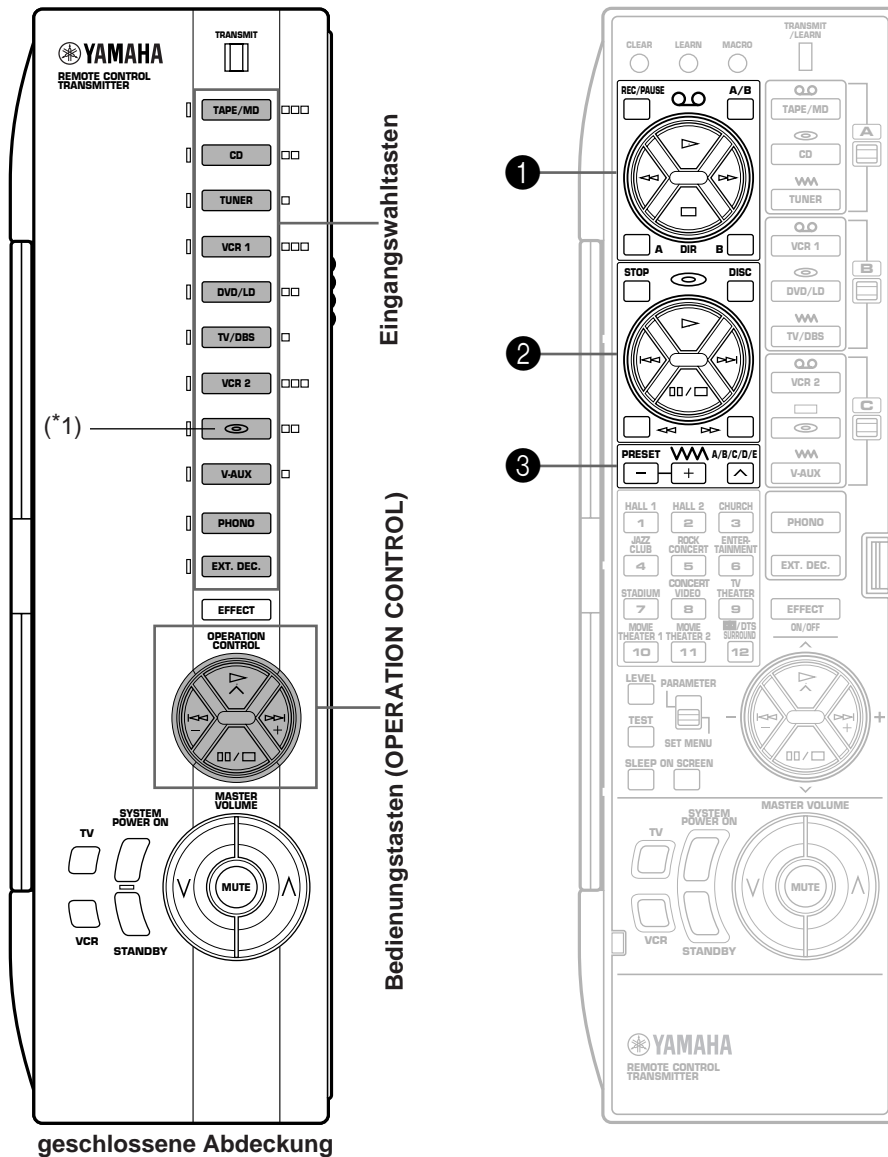 YAMAHA
REMOTE CONTROL
TRANSMITTER
TRANSMIT
TAPE/MD
CD
TUNER
VCR 1
DVD/LD
TV/DBS
VCR 2
(*1)
V-AUX
PHONO
EXT. DEC.
EFFECT
OPERATION
CONTROL
–
+
MASTER
VOLUME
SYSTEM
POWER ON
TV
MUTE
VCR
STANDBY
Eingangswahltasten
Bedienungstasten (OPERATION CONTROL)
geschlossene Abdeckung
1
2
3
CLEAR
LEARN
MACRO
TRANSMIT
/LEARN
REC/PAUSE
A/B
A DIR B
STOP
DISC
PRESET
A/B/C/D/E
–
+
TAPE/MD
CD
TUNER
A
VCR 1
DVD/LD
TV/DBS
B
VCR 2
V-AUX
C
HALL 1
HALL 2
CHURCH
1
2
3
PHONO
JAZZ
CLUB
ROCK
CONCERT
ENTER-
TAINMENT
4
5
6
EXT. DEC.
STADIUM
CONCERT
VIDEO
TV
THEATER
7
8
9
EFFECT
ON/OFF
MOVIE
THEATER 1
MOVIE
THEATER 2
/DTS
SURROUND
10
11
12
LEVEL
PARAMETER
TEST
SET MENU
–
+
–
+
SLEEP
ON SCREEN
SYSTEM
POWER ON
MASTER VOLUME
TV
MUTE
VCR
STANDBY
YAMAHA
REMOTE CONTROL
TRANSMITTER